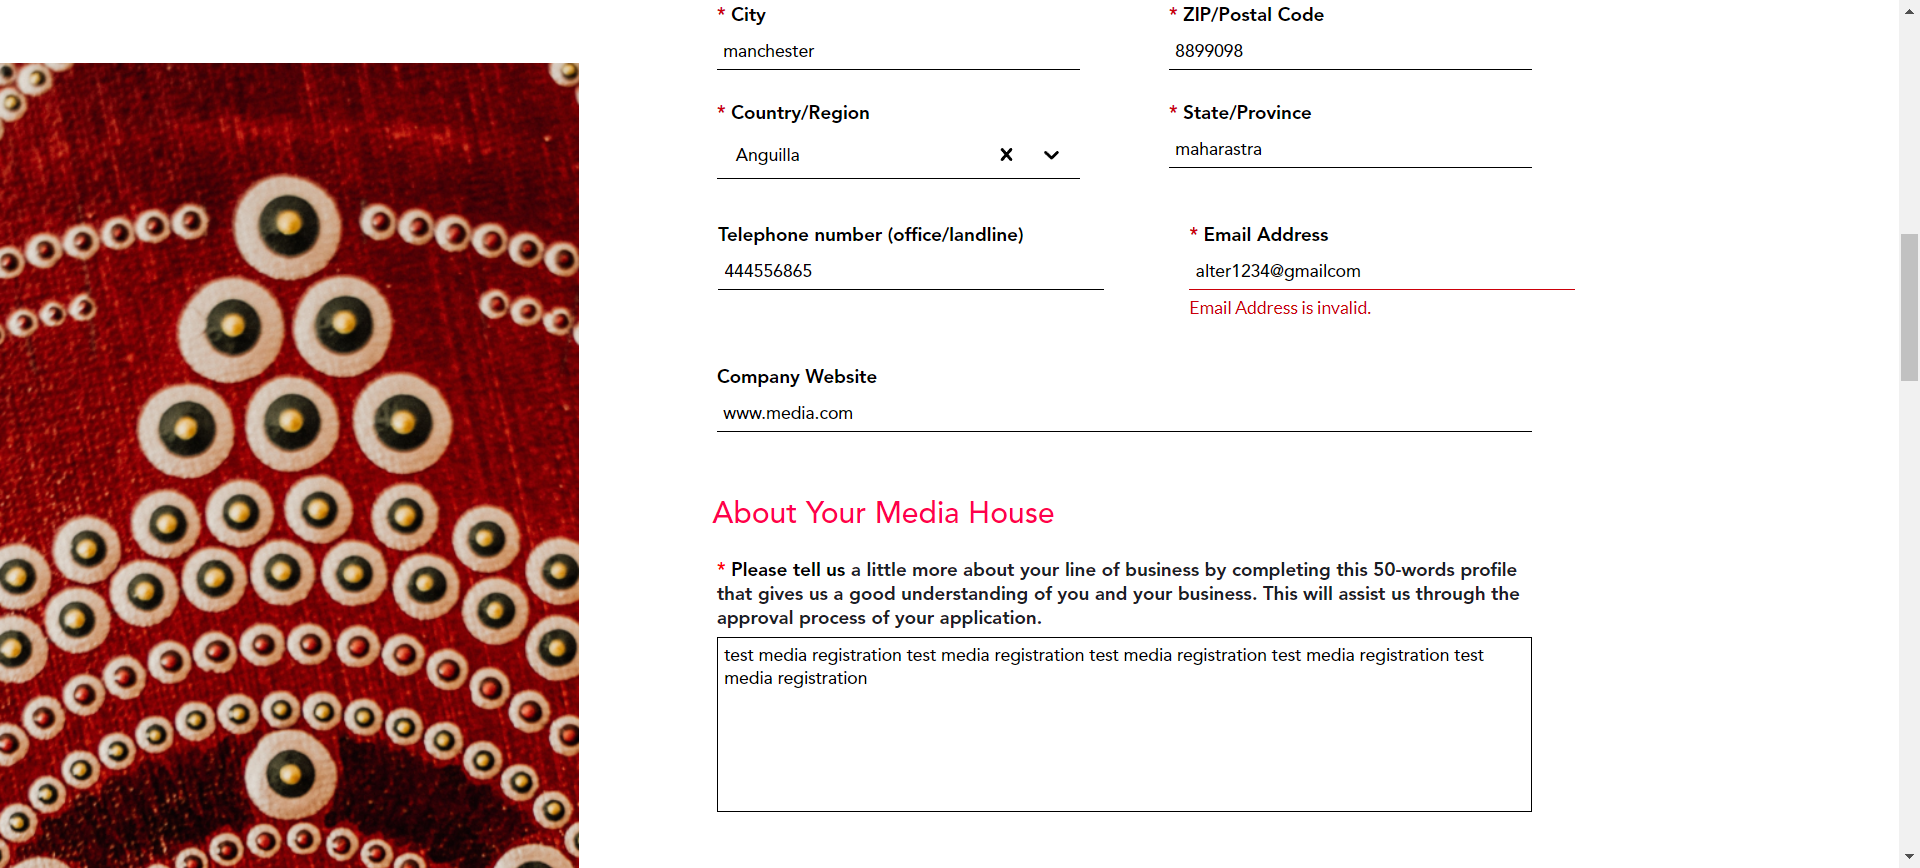 * City
* ZIP/Postal Code
manchester
8899098
* Country/Region
* State/Province
Anguilla
maharastra
Telephone number (office/landline)
* Email Address
444556865
alter1234@gmailcom
Email Address is invalid.
Company Website
www.media.com
About Your Media House
* Please tell us a little more about your line of business by completing this 50-words profile
that gives us a good understanding of you and your business. This will assist us through the
approval process of your application.
test media registration test media registration test media registration test media registration test
media registration